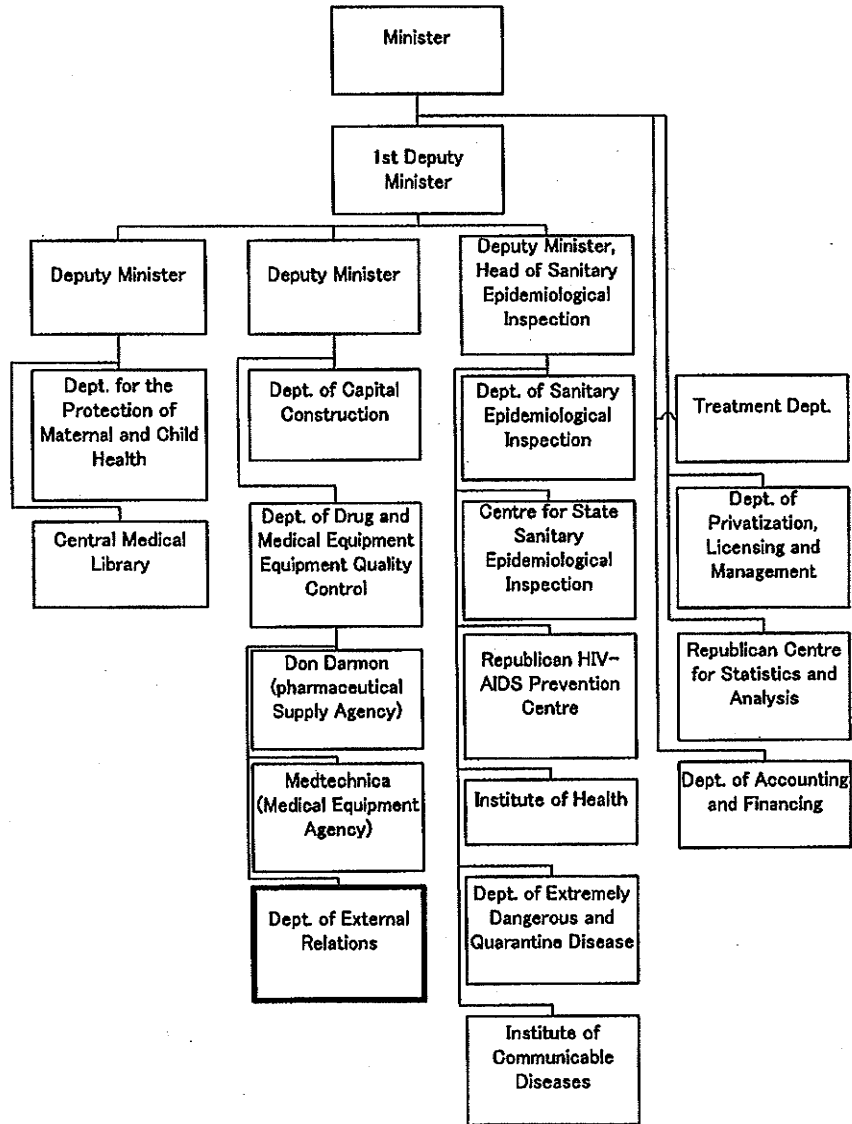 Minister
1st Deputy
Minister
Deputy Minister
Deputy Minister
Deputy Minister,
Head of Sanitary
Epidemiological
Inspection
Dept. for the
Protection of
Maternal and Child
Health
Central Medical
Library
Dept. of Capital
Construction
Dept. of Drug and
Medical Equipment
Equipment Quality
Control
Don Darmon
(pharmaceutical
Supply Agency)
Medtechnica
(Medical Equipment
Agency)
Dept. of External
Relations
Dept. of Sanitary
Epidemiological
Inspection
Centre for State
Sanitary
Epidemiological
Inspection
Republican HIV-
AIDS Prevention
Centre
Institute of Health
Dept. of Extremely
Dangerous and
Quarantine Disease
Institute of
Communicable
Diseases
Treatment Dept.
Dept. of
Privatization,
Licensing and
Management
Republican Centre
for Statistics and
Analysis
Dept. of Accounting
and Financing